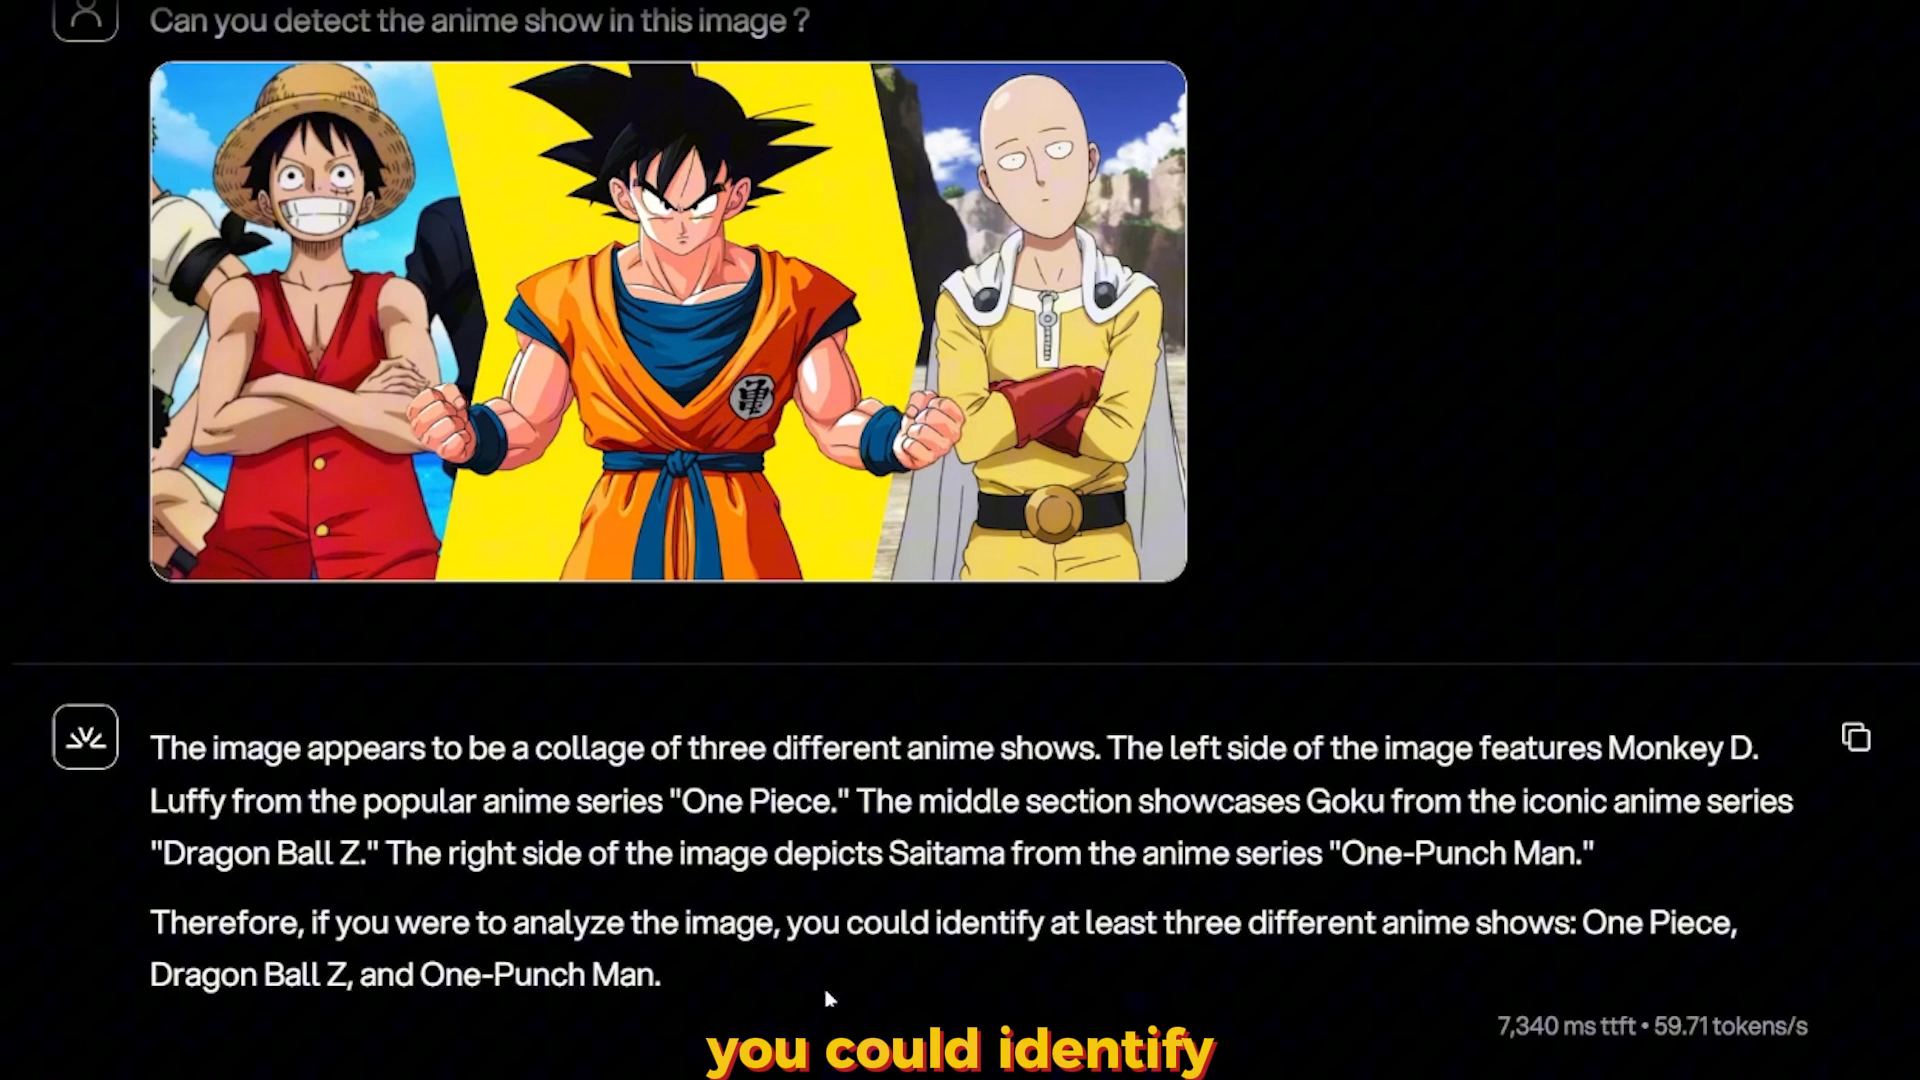 Can you detect the anime show in this image ?
亀
The image appears to be a collage of three different anime shows. The left side of the image features Monkey D.
Luffy from the popular anime series "One Piece." The middle section showcases Goku from the iconic anime series
"Dragon Ball Z." The right side of the image depicts Saitama from the anime series "One-Punch Man."
Therefore, if you were to analyze the image, you could identify at least three different anime shows: One Piece,
Dragon Ball Z, and One-Punch Man.
7,340 ms ttft • 59.71 tokens/s
you could identify